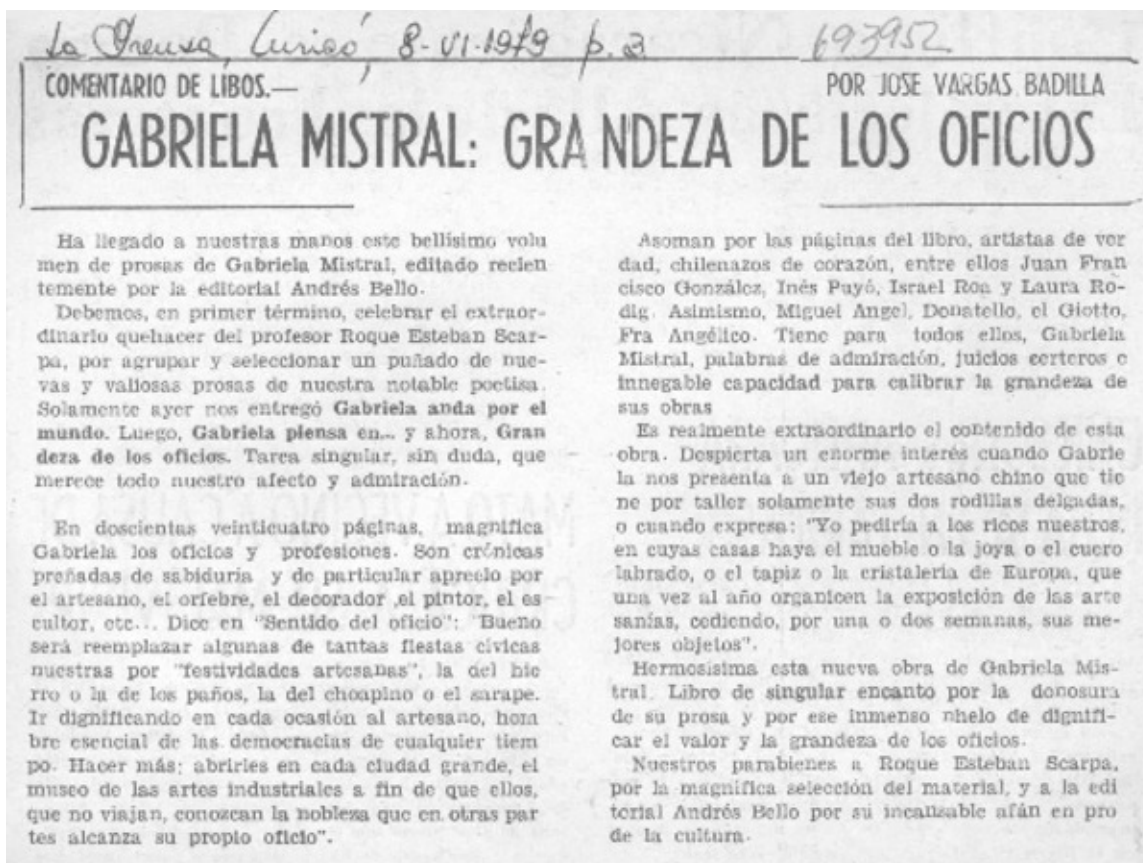 La Prensa, Curicó, 8-VI-1979 p. 3 693952
COMENTARIO DE LIBOS.—
POR JOSE VARGAS BADILLA
GABRIELA MISTRAL: GRANDEZA DE LOS OFICIOS
Ha llegado a nuestras manos este bellísimo volu
men de prosas de Gabriela Mistral, editado recien
temente por la editorial Andrés Bello.
Debemos, en primer término, celebrar el extraor-
dinario quehacer del profesor Roque Esteban Scar-
pa, por agrupar y seleccionar un puñado de nue-
vas y valiosas prosas de nuestra notable poetisa.
Solamente ayer nos entregó Gabriela anda por el
mundo. Luego, Gabriela piensa en... y ahora, Gran
deza de los oficios. Tarea singular, sin duda, que
merece todo nuestro afecto y admiración.
En doscientas veinticuatro páginas, magnifica
Gabriela los oficios y profesiones. Son crónicas
preñadas de sabiduría y de particular aprecio por
el artesano, el orfebre, el decorador ,el pintor, el es
cultor, etc... Dice en "Sentido del oficio": "Bueno
será reemplazar algunas de tantas fiestas cívicas
nuestras por "festividades artesanas", la del hie
rro o la de los paños, la del choapino o el sarape.
Ir dignificando en cada ocasión al artesano, hom
bre esencial de las democracias de cualquier tiem
po. Hacer más; abrirles en cada ciudad grande, el
museo de las artes industriales a fin de que ellos,
que no viajan, conozcan la nobleza que en otras par
tes alcanza su propio oficio".
Asoman por las páginas del libro, artistas de ver
dad, chilenazos de corazón, entre ellos Juan Fran
cisco González, Inés Puyó, Israel Roa y Laura Ro-
dig. Asimismo, Miguel Angel, Donatello, el Giotto,
Fra Angélico. Tiene para todos ellos, Gabriela
Mistral, palabras de admiración, juicios certeros e
innegable capacidad para calibrar la grandeza de
sus obras
Es realmente extraordinario el contenido de esta
obra. Despierta un enorme interés cuando Gabrie
la nos presenta a un viejo artesano chino que tie
ne por taller solamente sus dos rodillas delgadas,
o cuando expresa: "Yo pediría a los ricos nuestros,
en cuyas casas haya el mueble o la joya o el cuero
labrado, o el tapiz o la cristalería de Europa, que
una vez al año organicen la exposición de las arte
sanías, cediendo, por una o dos semanas, sus me-
jores objetos".
Hermosísima esta nueva obra de Gabriela Mis-
tral. Libro de singular encanto por la donosura
de su prosa y por ese inmenso nhelo de dignifi-
car el valor y la grandeza de los oficios.
Nuestros parabienes a Roque Esteban Scarpa,
por la magnífica selección del material, y a la edi
torial Andrés Bello por su incansable afán en pro
de la cultura.